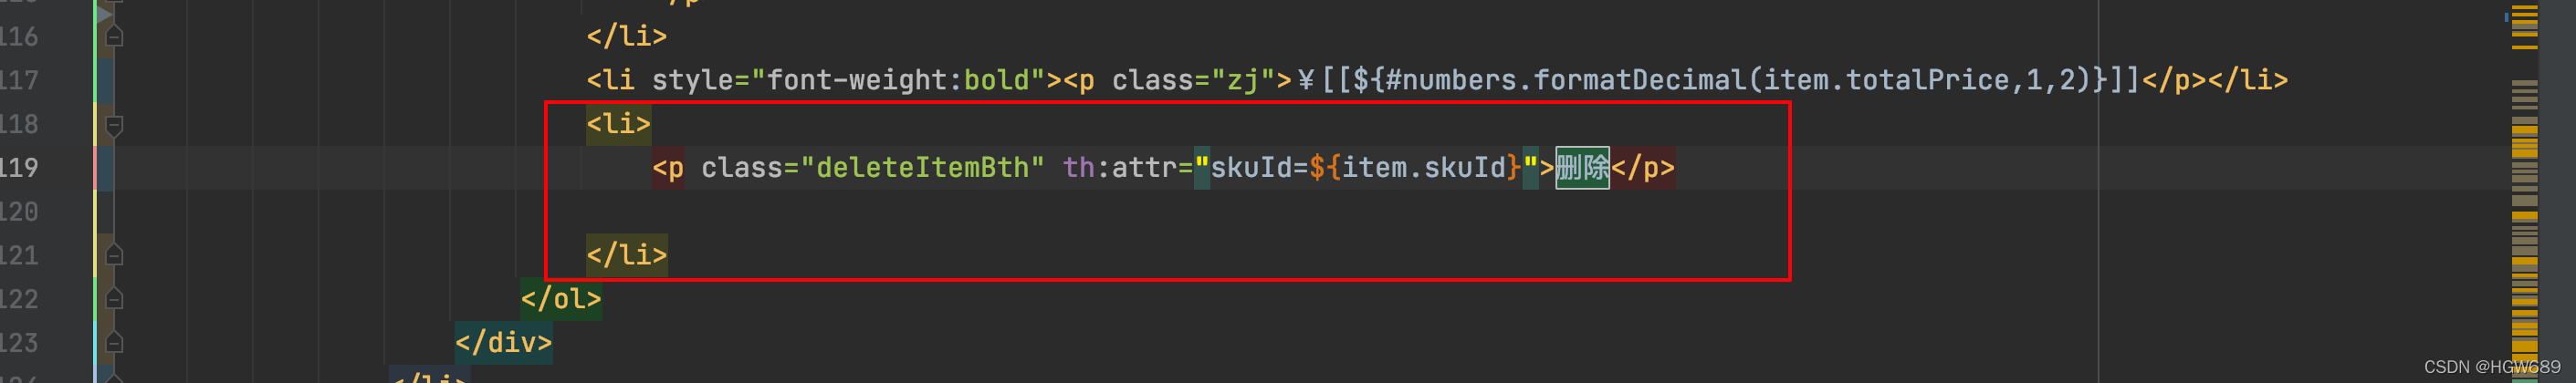 116 </li>
117 <li style="font-weight:bold"><p class="zj">¥[[${#numbers.formatDecimal(item.totalPrice,1,2)}]]</p></li>
118 <li>
119 <p class="deleteItemBth" th:attr="skuId=${item.skuId}">删除</p>
120
121 </li>
122 </ol>
123 </div>
</li>
CSDN @HGW689